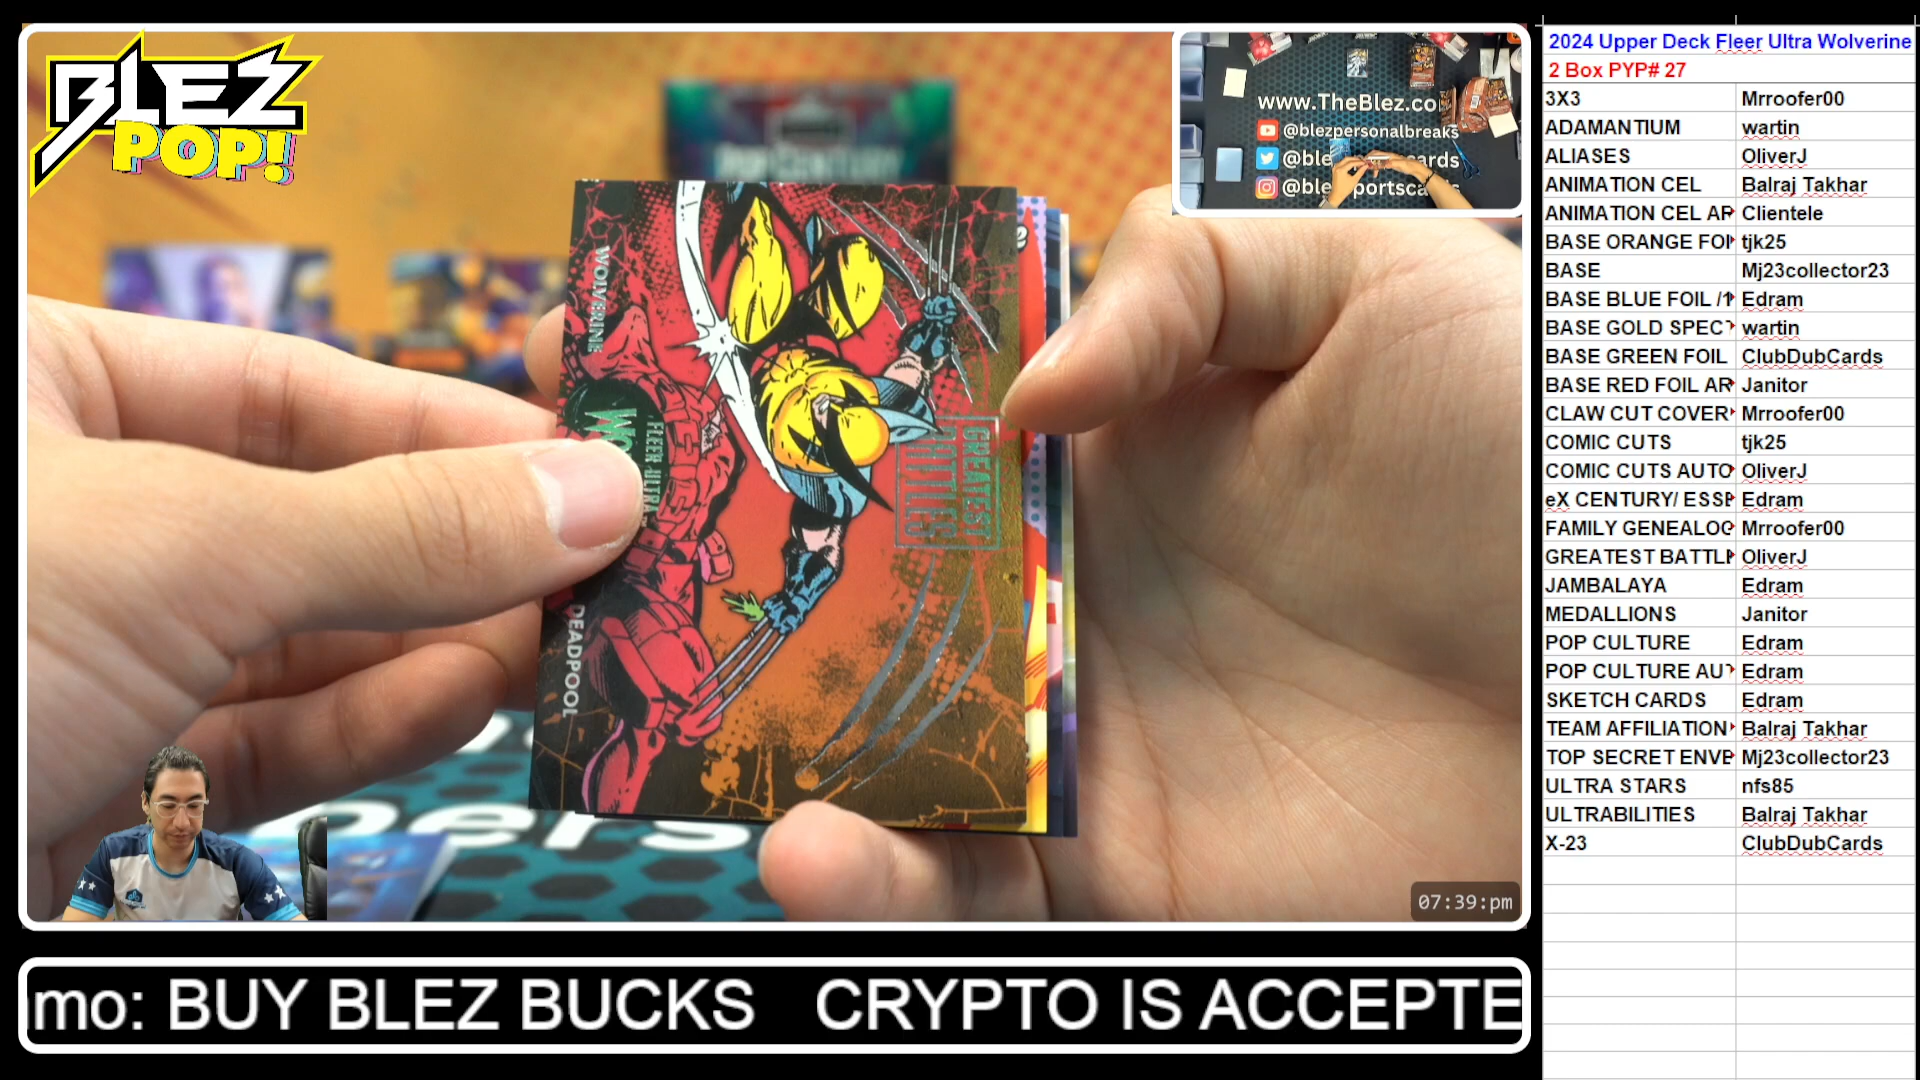 BLEZ
POP!
WOLVERINE
DEADPOOL
FLEER ULTRA
GREATEST
BATTLES
www.TheBlez.co
@blezpersonalbreaks
07:39:pm
mo: BUY BLEZ BUCKS CRYPTO IS ACCEPTE
2024 Upper Deck Fleer Ultra Wolverine
2 Box PYP# 27
3X3 Mrroofer00
ADAMANTIUM wartin
ALIASES OliverJ
ANIMATION CEL Balraj Takhar
ANIMATION CEL AR Clientele
BASE ORANGE FOI tjk25
BASE Mj23collector23
BASE BLUE FOIL /1 Edram
BASE GOLD SPECT wartin
BASE GREEN FOIL ClubDubCards
BASE RED FOIL AR Janitor
CLAW CUT COVER Mrroofer00
COMIC CUTS tjk25
COMIC CUTS AUTO OliverJ
eX CENTURY/ ESSE Edram
FAMILY GENEALOG Mrroofer00
GREATEST BATTLE OliverJ
JAMBALAYA Edram
MEDALLIONS Janitor
POP CULTURE Edram
POP CULTURE AUT Edram
SKETCH CARDS Edram
TEAM AFFILIATION Balraj Takhar
TOP SECRET ENVE Mj23collector23
ULTRA STARS nfs85
ULTRABILITIES Balraj Takhar
X-23 ClubDubCards